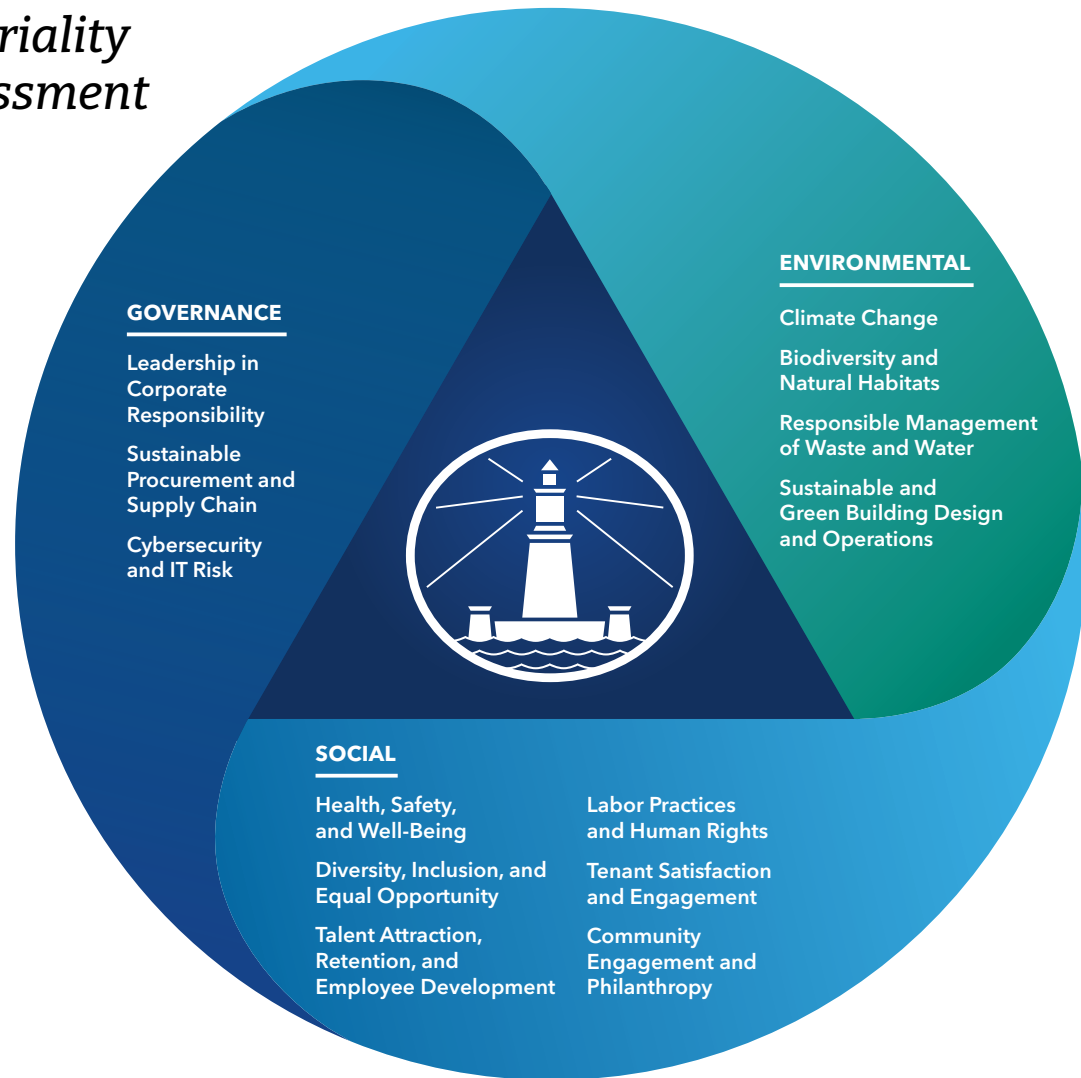 riality
ssment
GOVERNANCE
Leadership in
Corporate
Responsibility
Sustainable
Procurement and
Supply Chain
Cybersecurity
and IT Risk
ENVIRONMENTAL
Climate Change
Biodiversity and
Natural Habitats
Responsible Management
of Waste and Water
Sustainable and
Green Building Design
and Operations
SOCIAL
Health, Safety,
and Well-Being
Diversity, Inclusion, and
Equal Opportunity
Talent Attraction,
Retention, and
Employee Development
Labor Practices
and Human Rights
Tenant Satisfaction
and Engagement
Community
Engagement and
Philanthropy